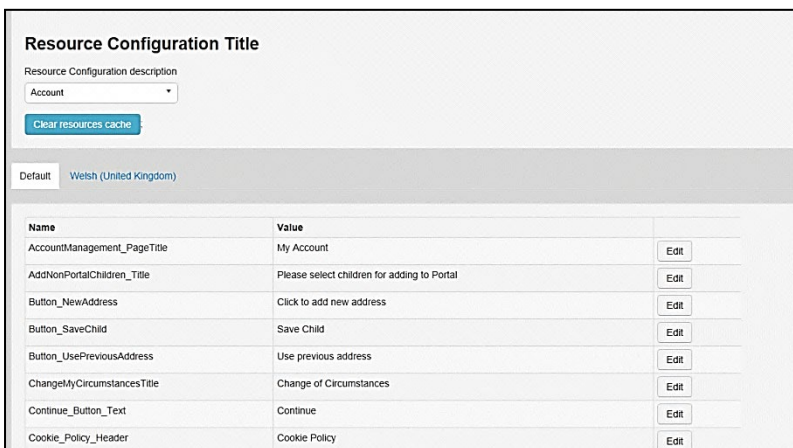 Resource Configuration Title
Resource Configuration description
Account
Clear resources cache
Default Welsh (United Kingdom)
Name Value
AccountManagement_PageTitle My Account Edit
AddNonPortalChildren_Title Please select children for adding to Portal Edit
Button_NewAddress Click to add new address Edit
Button_SaveChild Save Child Edit
Button_UsePreviousAddress Use previous address Edit
ChangeMyCircumstancesTitle Change of Circumstances Edit
Continue_Button_Text Continue Edit
Cookie_Policy_Header Cookie Policy Edit